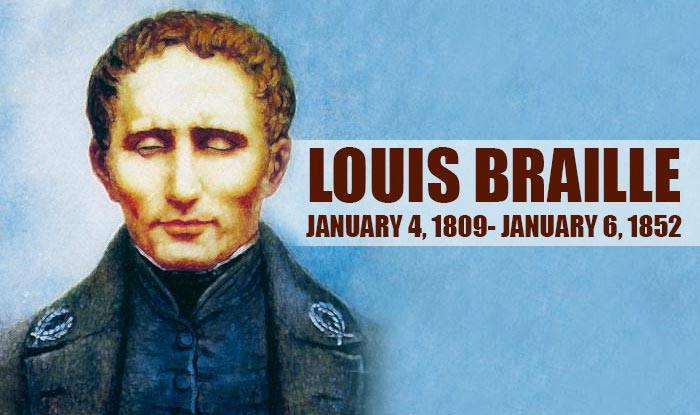 LOUIS BRAILLE
JANUARY 4, 1809- JANUARY 6, 1852